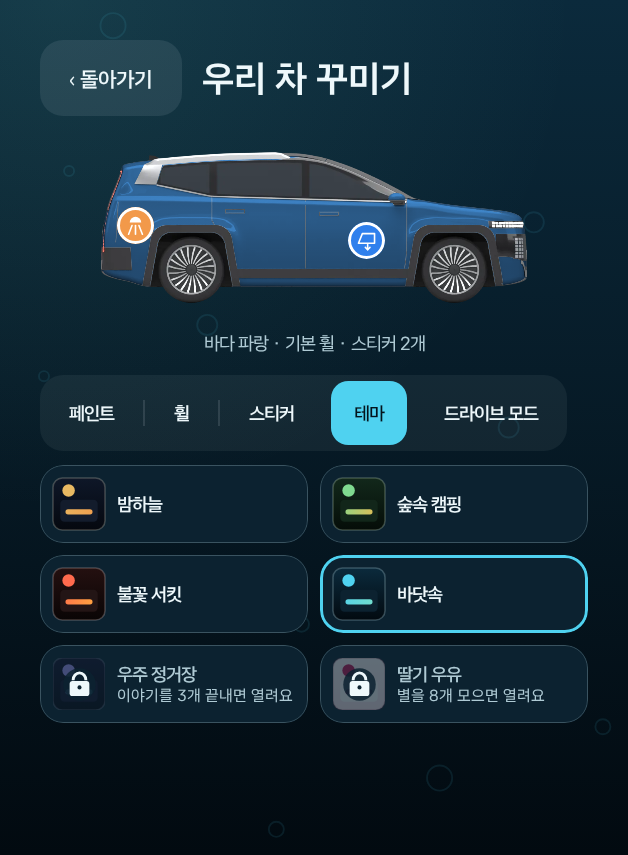 ‹ 돌아가기
우리 차 꾸미기
바다 파랑 · 기본 휠 · 스티커 2개
페인트
휠
스티커
테마
드라이브 모드
밤하늘
숲속 캠핑
불꽃 서킷
바닷속
우주 정거장
이야기를 3개 끝내면 열려요
딸기 우유
별을 8개 모으면 열려요